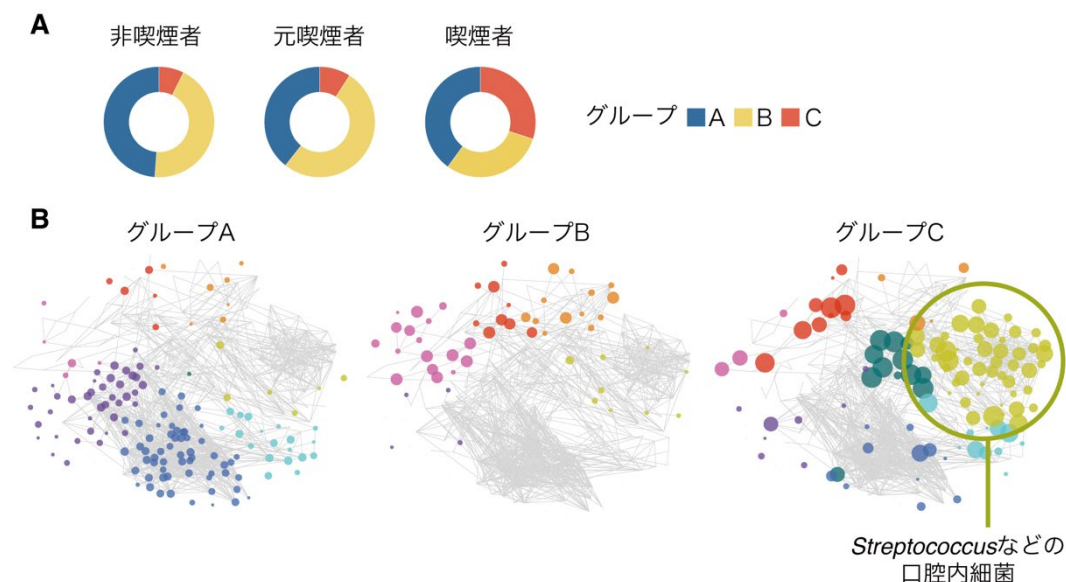 A
非喫煙者
元喫煙者
喫煙者
グループ A B C
B
グループA
グループB
グループC
Streptococcusなどの
口腔内細菌